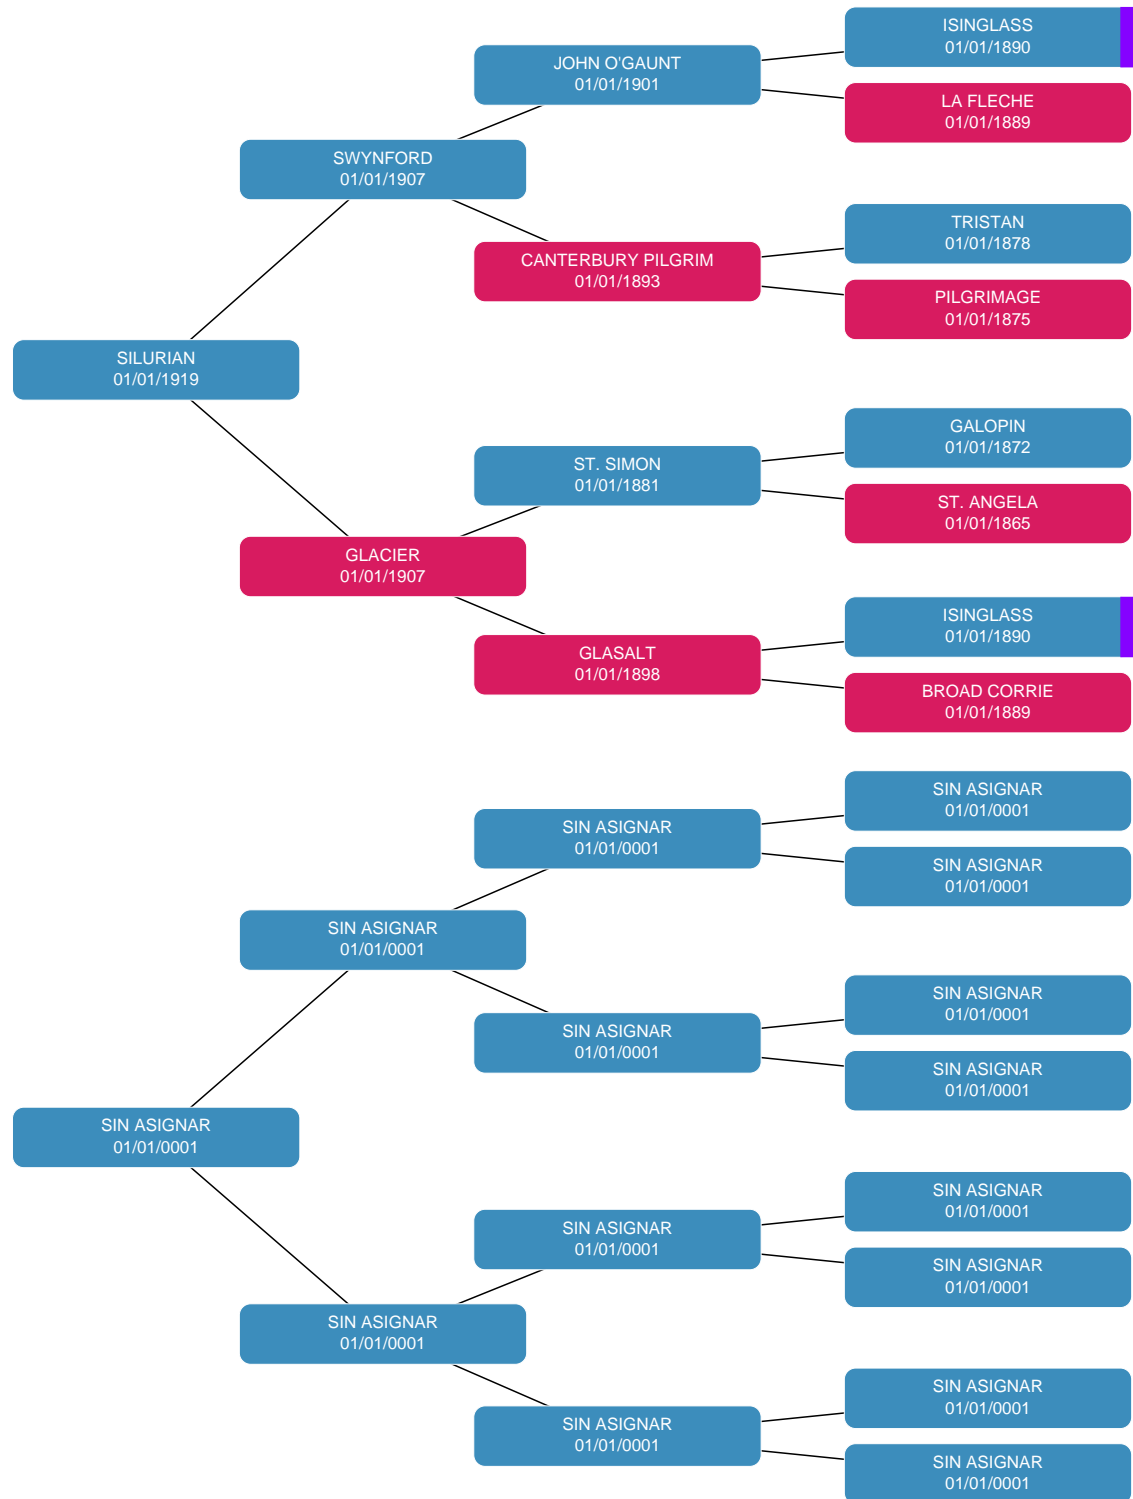 ISINGLASS
01/01/1890
JOHN O'GAUNT
01/01/1901
LA FLECHE
01/01/1889
SWYNFORD
01/01/1907
TRISTAN
01/01/1878
CANTERBURY PILGRIM
01/01/1893
PILGRIMAGE
01/01/1875
SILURIAN
01/01/1919
GALOPIN
01/01/1872
ST. SIMON
01/01/1881
ST. ANGELA
01/01/1865
GLACIER
01/01/1907
ISINGLASS
01/01/1890
GLASALT
01/01/1898
BROAD CORRIE
01/01/1889
SIN ASIGNAR
01/01/0001
SIN ASIGNAR
01/01/0001
SIN ASIGNAR
01/01/0001
SIN ASIGNAR
01/01/0001
SIN ASIGNAR
01/01/0001
SIN ASIGNAR
01/01/0001
SIN ASIGNAR
01/01/0001
SIN ASIGNAR
01/01/0001
SIN ASIGNAR
01/01/0001
SIN ASIGNAR
01/01/0001
SIN ASIGNAR
01/01/0001
SIN ASIGNAR
01/01/0001
SIN ASIGNAR
01/01/0001
SIN ASIGNAR
01/01/0001
SIN ASIGNAR
01/01/0001